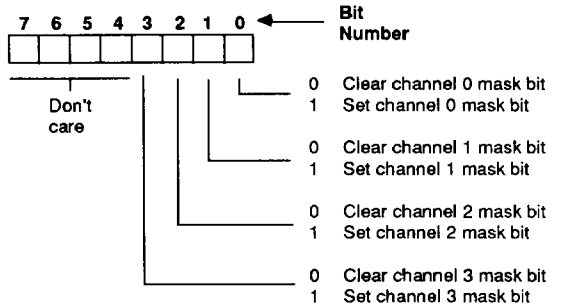 7 6 5 4 3 2 1 0
Bit
Number
Don't
care
0 Clear channel 0 mask bit
1 Set channel 0 mask bit
0 Clear channel 1 mask bit
1 Set channel 1 mask bit
0 Clear channel 2 mask bit
1 Set channel 2 mask bit
0 Clear channel 3 mask bit
1 Set channel 3 mask bit